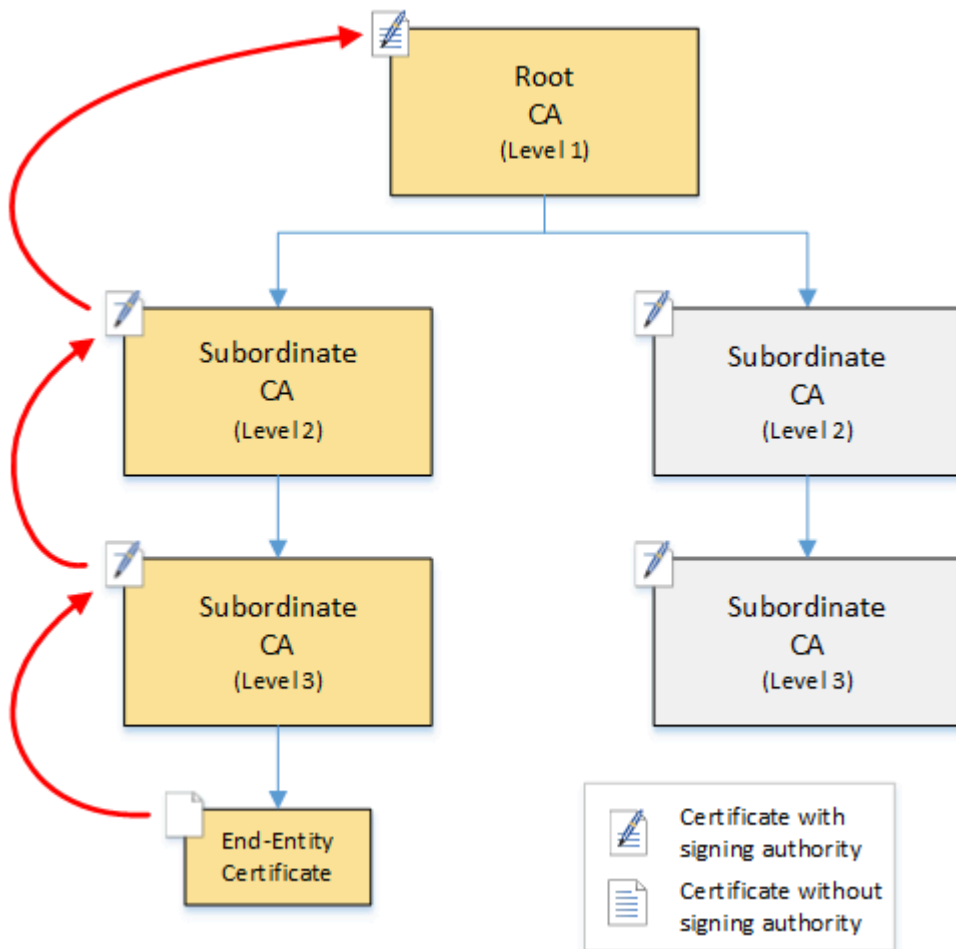 Root
CA
(Level 1)
Subordinate
CA
(Level 2)
Subordinate
CA
(Level 2)
Subordinate
CA
(Level 3)
Subordinate
CA
(Level 3)
End-Entity
Certificate
Certificate with
signing authority
Certificate without
signing authority